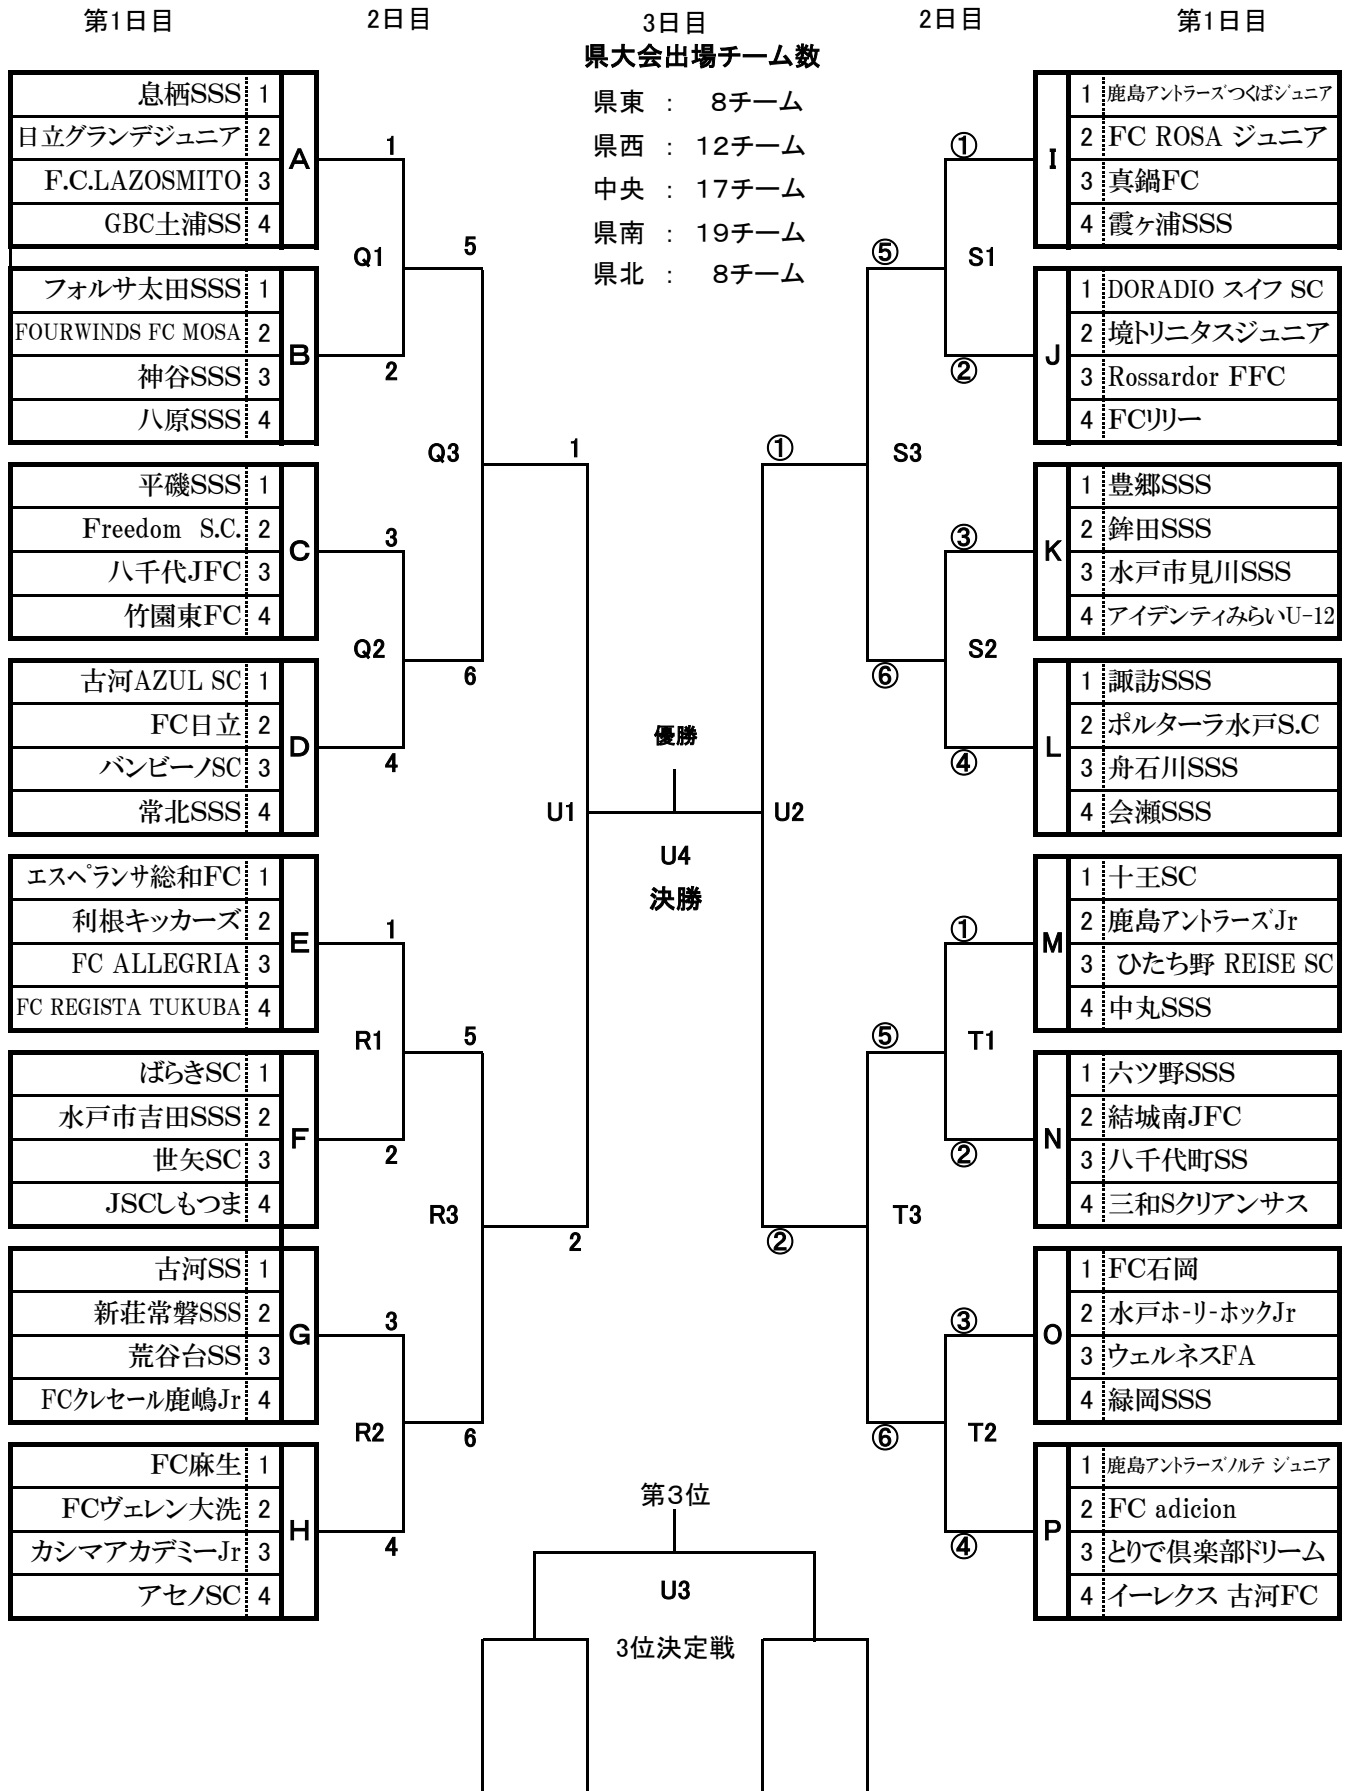 第1日目
2日目
3日目
2日目
第1日目
県大会出場チーム数
県東 : 8チーム
県西 : 12チーム
中央 : 17チーム
県南 : 19チーム
県北 : 8チーム
息栖SSS 1
日立グランデジュニア 2
F.C.LAZOSMITO 3
GBC土浦SS 4
A
フォルサ太田SSS 1
FOURWINDS FC MOSA 2
神谷SSS 3
八原SSS 4
B
平磯SSS 1
Freedom S.C. 2
八千代JFC 3
竹園東FC 4
C
古河AZUL SC 1
FC日立 2
バンビーノSC 3
常北SSS 4
D
エスペランサ総和FC 1
利根キッカーズ 2
FC ALLEGRIA 3
FC REGISTA TUKUBA 4
E
ばらきSC 1
水戸市吉田SSS 2
世矢SC 3
JSCしもつま 4
F
古河SS 1
新荘常磐SSS 2
荒谷台SS 3
FCクレセール鹿嶋Jr 4
G
FC麻生 1
FCヴェレン大洗 2
カシマアカデミーJr 3
アセノSC 4
H
1
Q1
2
5
Q3
3
Q2
4
6
1
R1
2
5
R3
3
R2
4
6
1
U1
2
優勝
U4
決勝
①
U2
②
第3位
U3
3位決定戦
①
S1
②
⑤
S3
③
S2
④
⑥
①
T1
②
⑤
T3
③
T2
④
⑥
I
1 鹿島アントラーズつくばジュニア
2 FC ROSA ジュニア
3 真鍋FC
4 霞ヶ浦SSS
J
1 DORADIO スイフ SC
2 境トリニタスジュニア
3 Rossardor FFC
4 FCリリー
K
1 豊郷SSS
2 鉾田SSS
3 水戸市見川SSS
4 アイデンティみらいU-12
L
1 諏訪SSS
2 ポルターラ水戸S.C
3 舟石川SSS
4 会瀬SSS
M
1 十王SC
2 鹿島アントラーズJr
3 ひたち野 REISE SC
4 中丸SSS
N
1 六ツ野SSS
2 結城南JFC
3 八千代町SS
4 三和Sクリアンサス
O
1 FC石岡
2 水戸ホーリーホックJr
3 ウェルネスFA
4 緑岡SSS
P
1 鹿島アントラーズノルテ ジュニア
2 FC adicion
3 とりで倶楽部ドリーム
4 イーレクス 古河FC